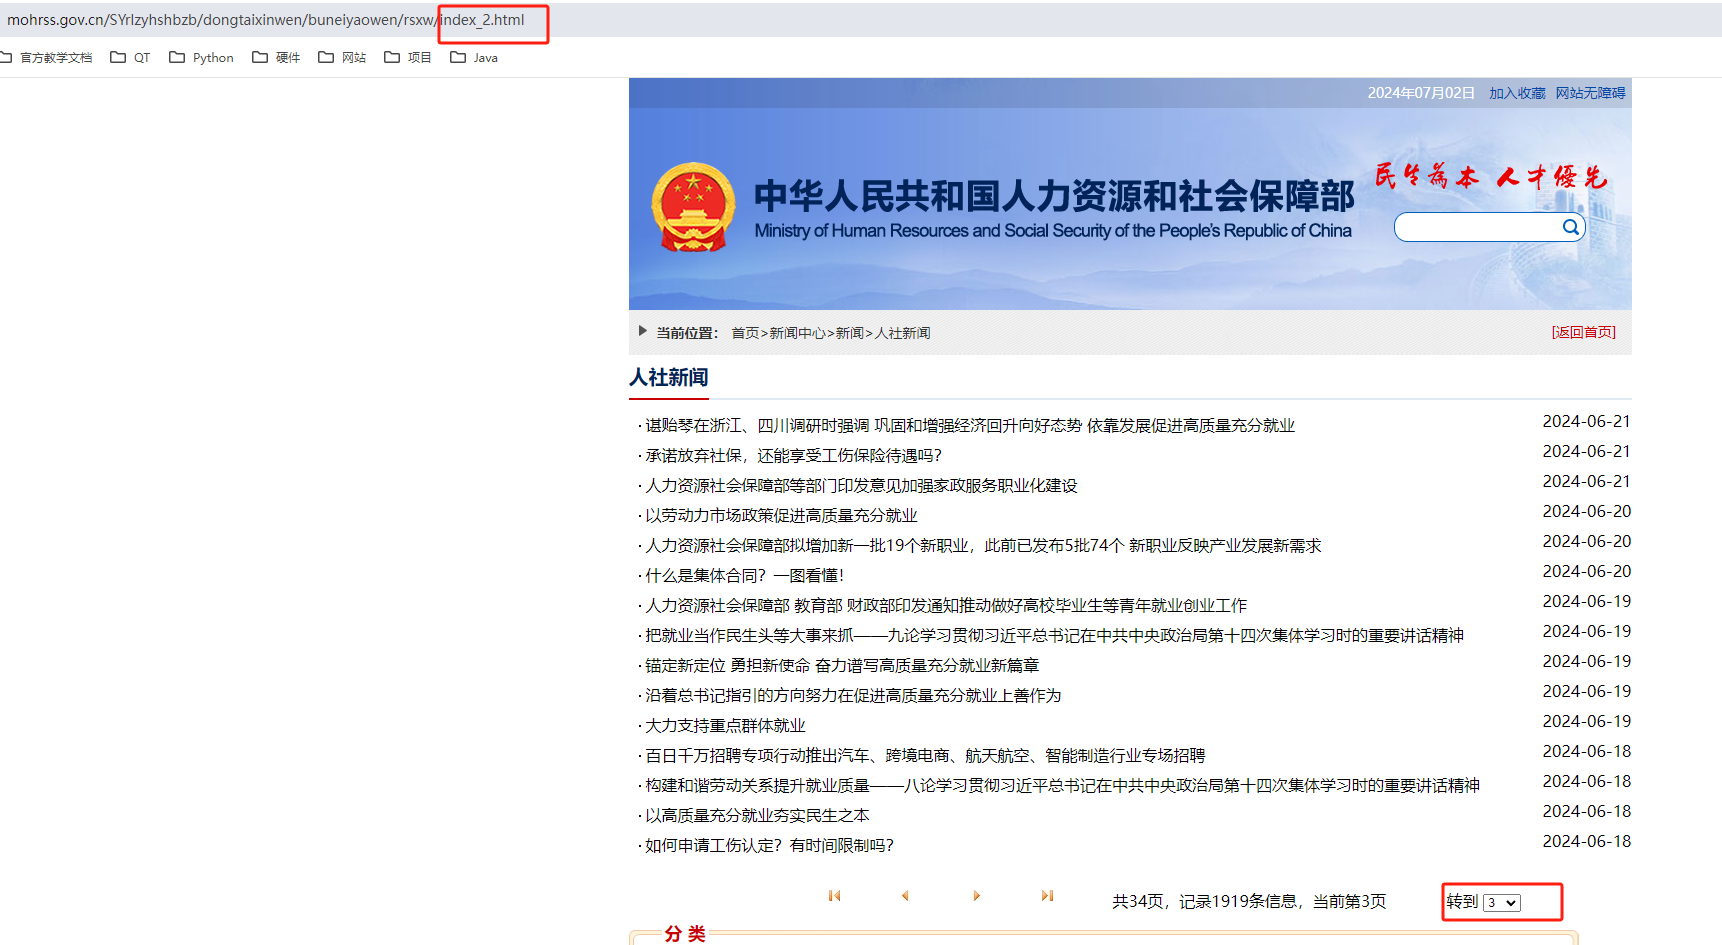 mohrss.gov.cn/SYrlzyhshbzb/dongtaixinwen/buneiyaowen/rsxw/index_2.html
官方教学文档 QT Python 硬件 网站 项目 Java
2024年07月02日 加入收藏 网站无障碍
民生為本 人才優先
中华人民共和国人力资源和社会保障部
Ministry of Human Resources and Social Security of the People's Republic of China
当前位置： 首页>新闻中心>新闻>人社新闻 [返回首页]
人社新闻
·谌贻琴在浙江、四川调研时强调 巩固和增强经济回升向好态势 依靠发展促进高质量充分就业 2024-06-21
·承诺放弃社保，还能享受工伤保险待遇吗？ 2024-06-21
·人力资源社会保障部等部门印发意见加强家政服务职业化建设 2024-06-21
·以劳动力市场政策促进高质量充分就业 2024-06-20
·人力资源社会保障部拟增加新一批19个新职业，此前已发布5批74个 新职业反映产业发展新需求 2024-06-20
·什么是集体合同？一图看懂！ 2024-06-20
·人力资源社会保障部 教育部 财政部印发通知推动做好高校毕业生等青年就业创业工作 2024-06-19
·把就业当作民生头等大事来抓——九论学习贯彻习近平总书记在中共中央政治局第十四次集体学习时的重要讲话精神 2024-06-19
·锚定新定位 勇担新使命 奋力谱写高质量充分就业新篇章 2024-06-19
·沿着总书记指引的方向努力在促进高质量充分就业上善作为 2024-06-19
·大力支持重点群体就业 2024-06-19
·百日千万招聘专项行动推出汽车、跨境电商、航天航空、智能制造行业专场招聘 2024-06-18
·构建和谐劳动关系提升就业质量——八论学习贯彻习近平总书记在中共中央政治局第十四次集体学习时的重要讲话精神 2024-06-18
·以高质量充分就业夯实民生之本 2024-06-18
·如何申请工伤认定？有时间限制吗？ 2024-06-18
共34页，记录1919条信息，当前第3页 转到 3
分 类